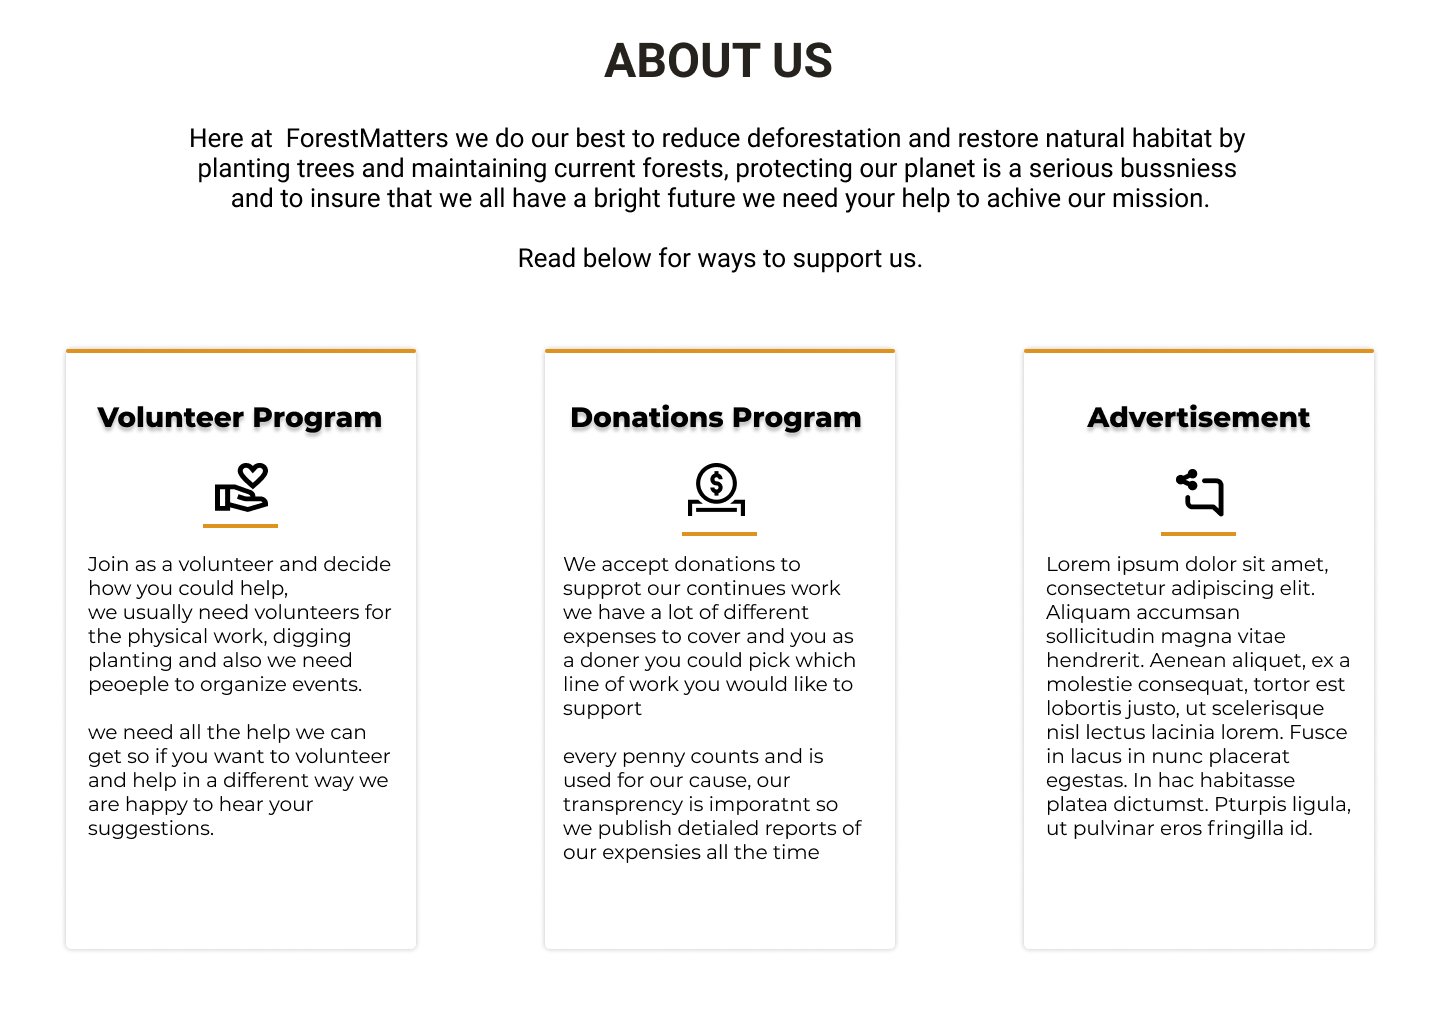 ABOUT US
Here at  ForestMatters we do our best to reduce deforestation and restore natural habitat by
planting trees and maintaining current forests, protecting our planet is a serious bussniess
and to insure that we all have a bright future we need your help to achive our mission.
Read below for ways to support us.
Volunteer Program
Join as a volunteer and decide
how you could help,
we usually need volunteers for
the physical work, digging
planting and also we need
peoeple to organize events.
we need all the help we can
get so if you want to volunteer
and help in a different way we
are happy to hear your
suggestions.
Donations Program
$
We accept donations to
supprot our continues work
we have a lot of different
expenses to cover and you as
a doner you could pick which
line of work you would like to
support
every penny counts and is
used for our cause, our
transprency is imporatnt so
we publish detialed reports of
our expensies all the time
Advertisement
Lorem ipsum dolor sit amet,
consectetur adipiscing elit.
Aliquam accumsan
sollicitudin magna vitae
hendrerit. Aenean aliquet, ex a
molestie consequat, tortor est
lobortis justo, ut scelerisque
nisl lectus lacinia lorem. Fusce
in lacus in nunc placerat
egestas. In hac habitasse
platea dictumst. Pturpis ligula,
ut pulvinar eros fringilla id.